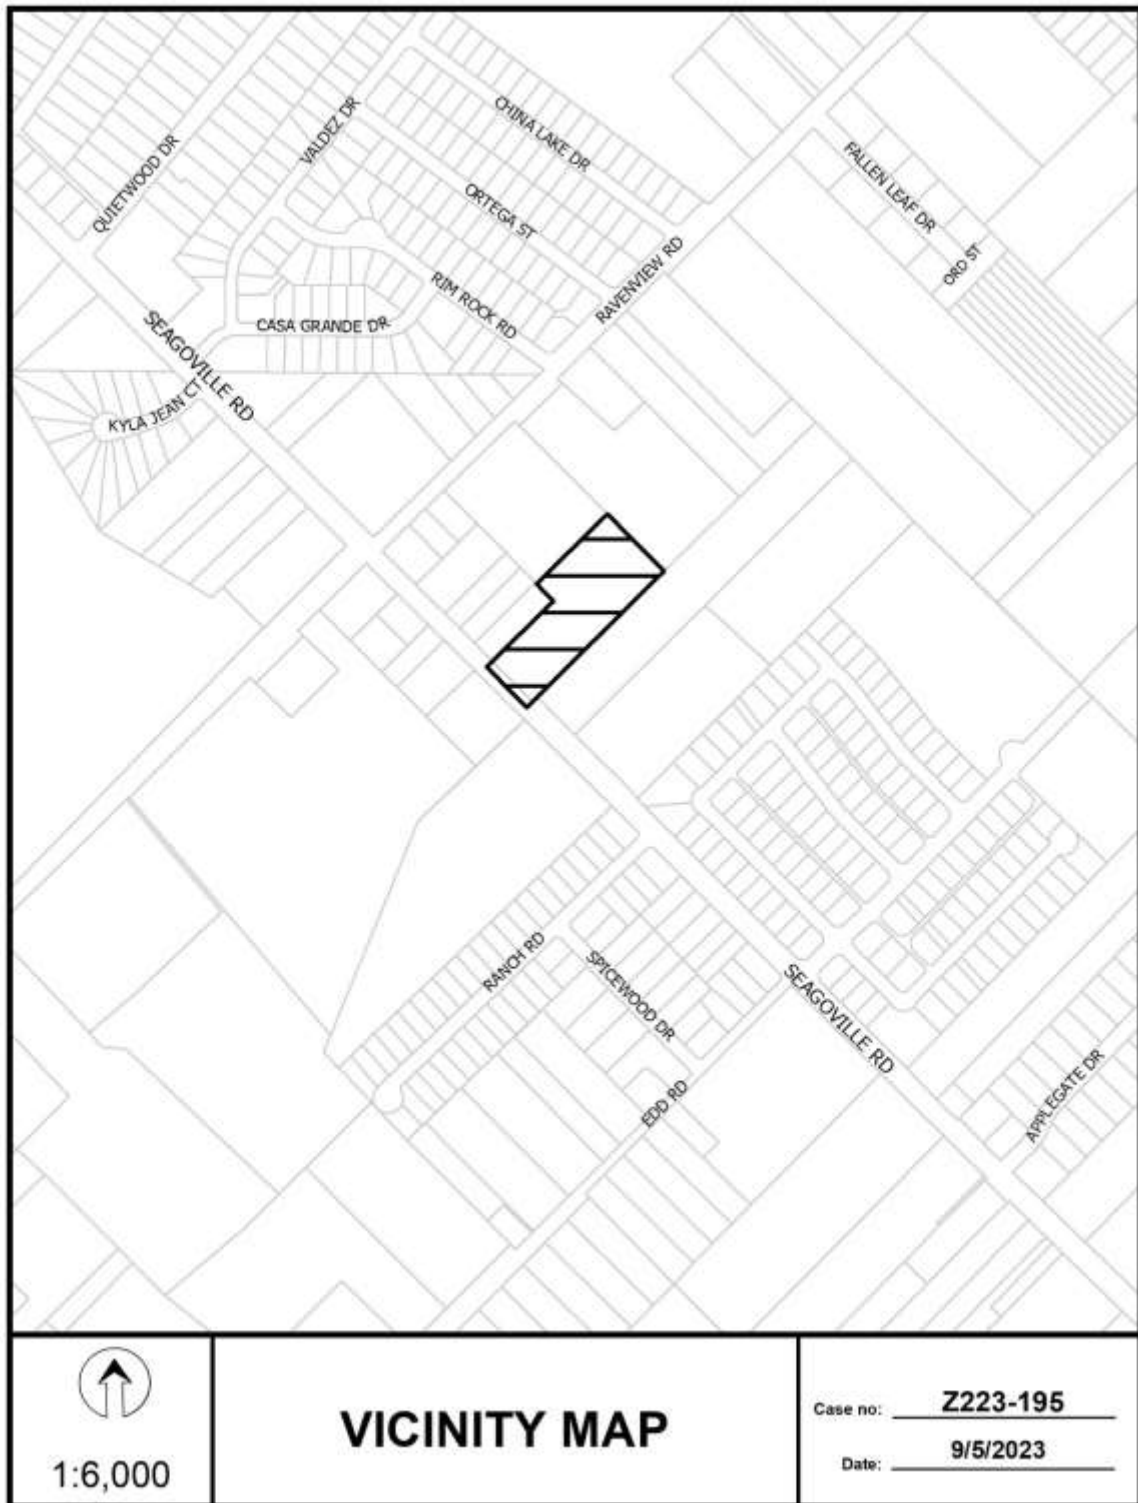 CHINA LAKE DR
VALDEZ DR
QUIETWOOD DR
FALLEN LEAF DR
ORTEGA ST
ORD ST
RAVENVIEW RD
RIM ROCK RD
CASA GRANDE DR
SEAGOVILLE RD
KYLA JEAN CT
RANCH RD
SPICEWOOD DR
SEAGOVILLE RD
EDD RD
APPLEGATE DR
1:6,000
VICINITY MAP
Case no: Z223-195
Date: 9/5/2023